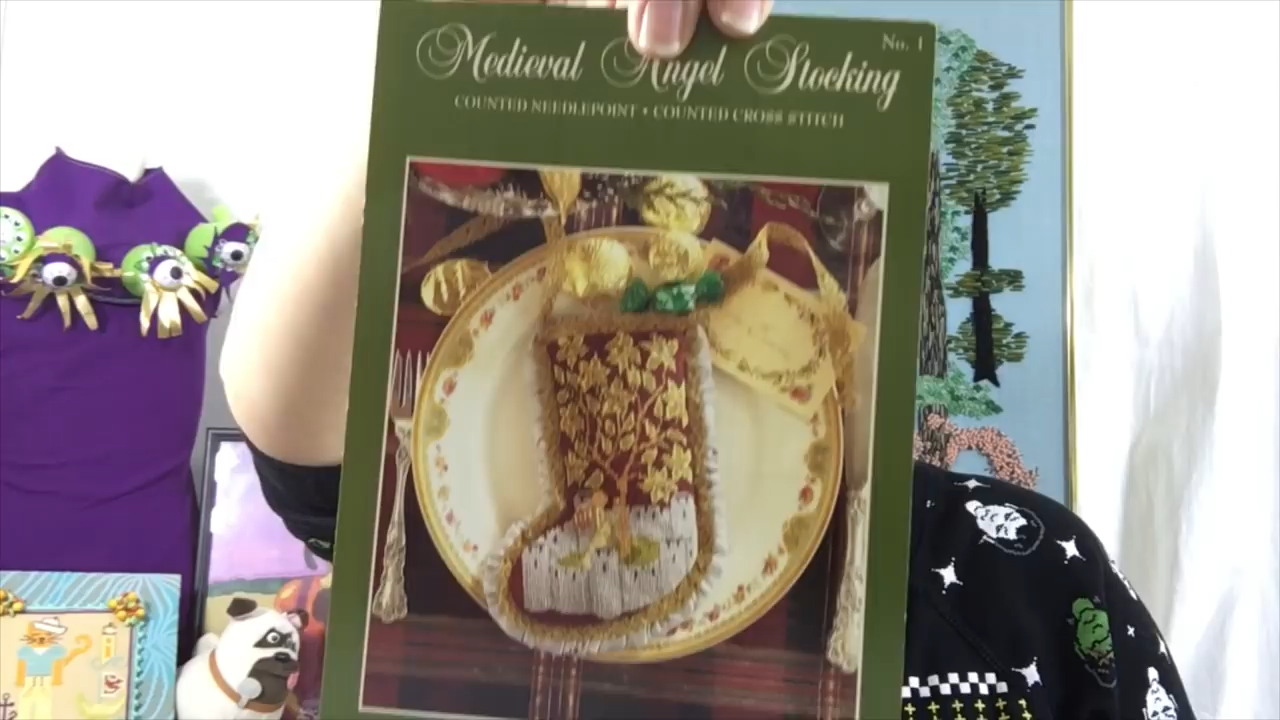 No. 1
Medieval Angel Stocking
COUNTED NEEDLEPOINT • COUNTED CROSS STITCH